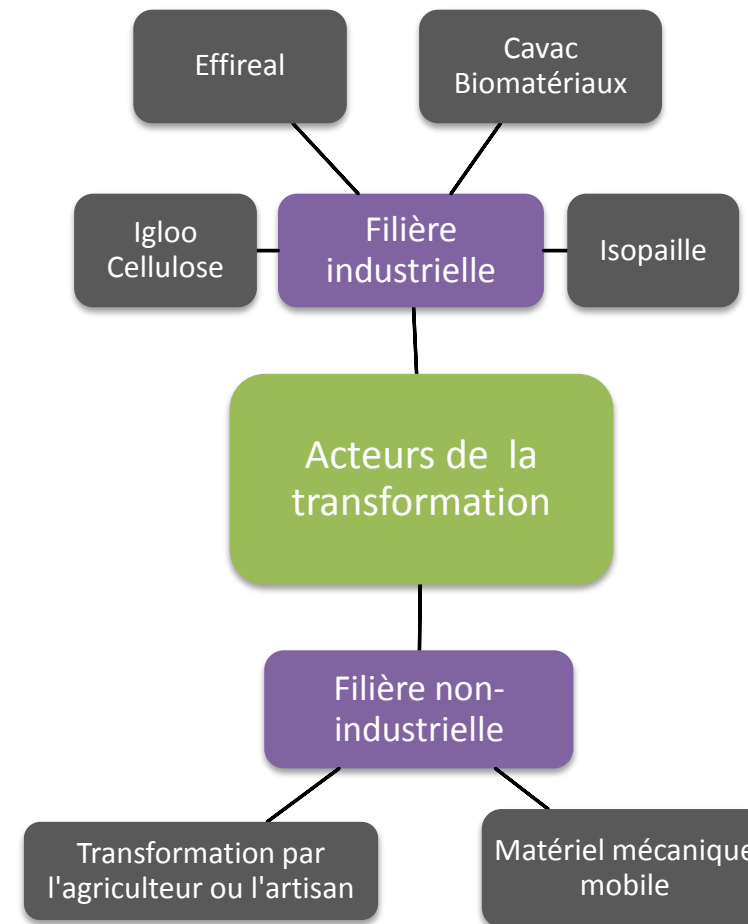 Effireal
Cavac
Biomatériaux
Igloo
Cellulose
Filière
industrielle
Isopaille
Acteurs de  la
transformation
Filière non-
industrielle
Transformation par
l'agriculteur ou l'artisan
Matériel mécanique
mobile